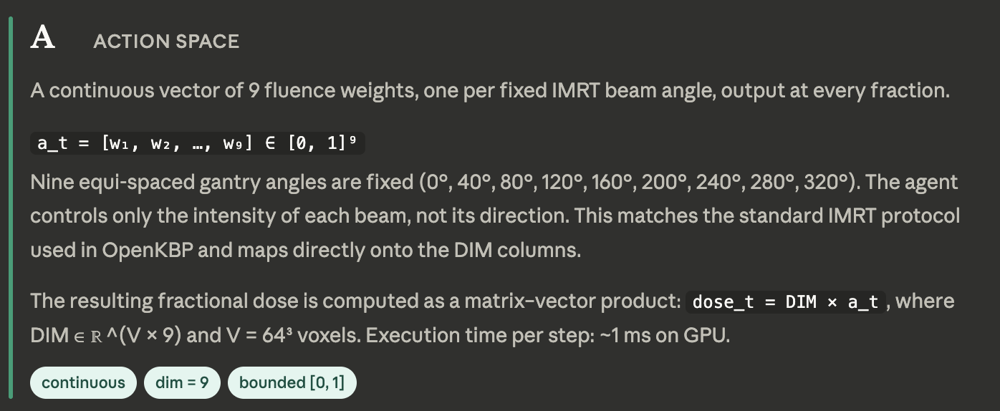 A ACTION SPACE
A continuous vector of 9 fluence weights, one per fixed IMRT beam angle, output at every fraction.
a_t = [w₁, w₂, …, w₉] ∈ [0, 1]⁹
Nine equi-spaced gantry angles are fixed (0°, 40°, 80°, 120°, 160°, 200°, 240°, 280°, 320°). The agent
controls only the intensity of each beam, not its direction. This matches the standard IMRT protocol
used in OpenKBP and maps directly onto the DIM columns.
The resulting fractional dose is computed as a matrix-vector product: dose_t = DIM × a_t, where
DIM ∈ ℝ ^(V × 9) and V = 64³ voxels. Execution time per step: ~1 ms on GPU.
continuous dim = 9 bounded [0, 1]